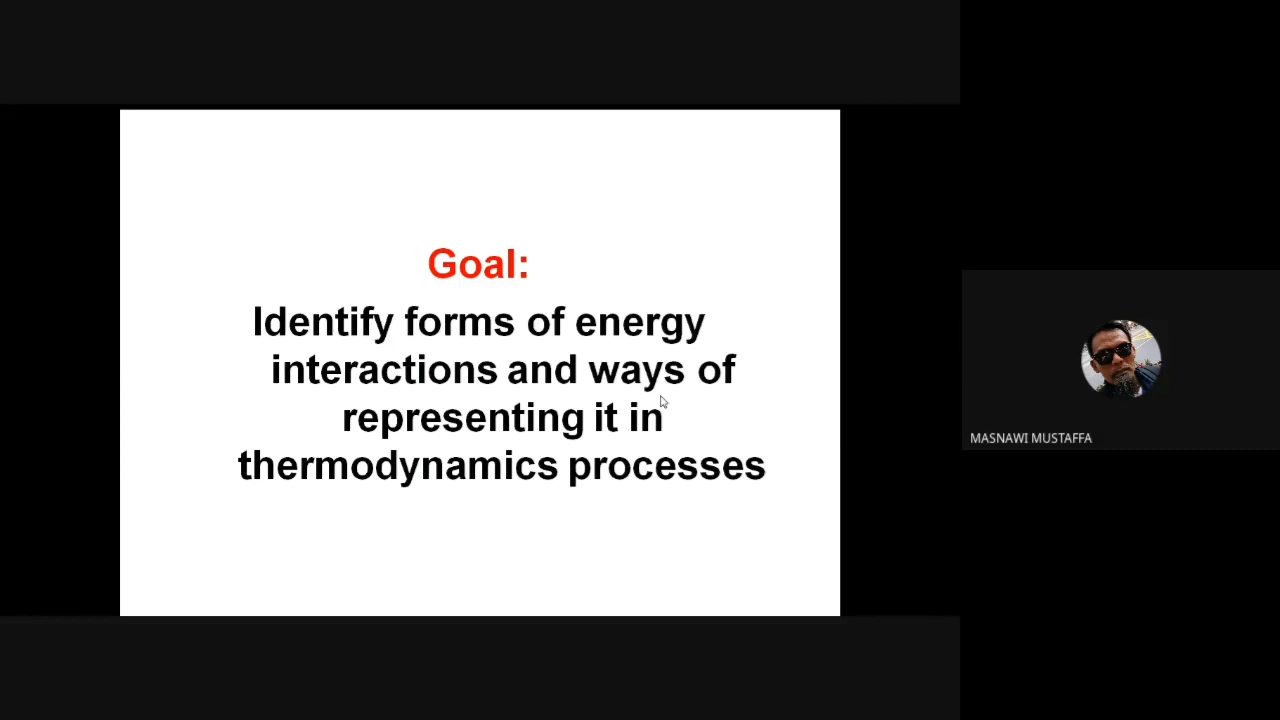 Goal:
Identify forms of energy
interactions and ways of
representing it in
thermodynamics processes
MASNAWI MUSTAFFA